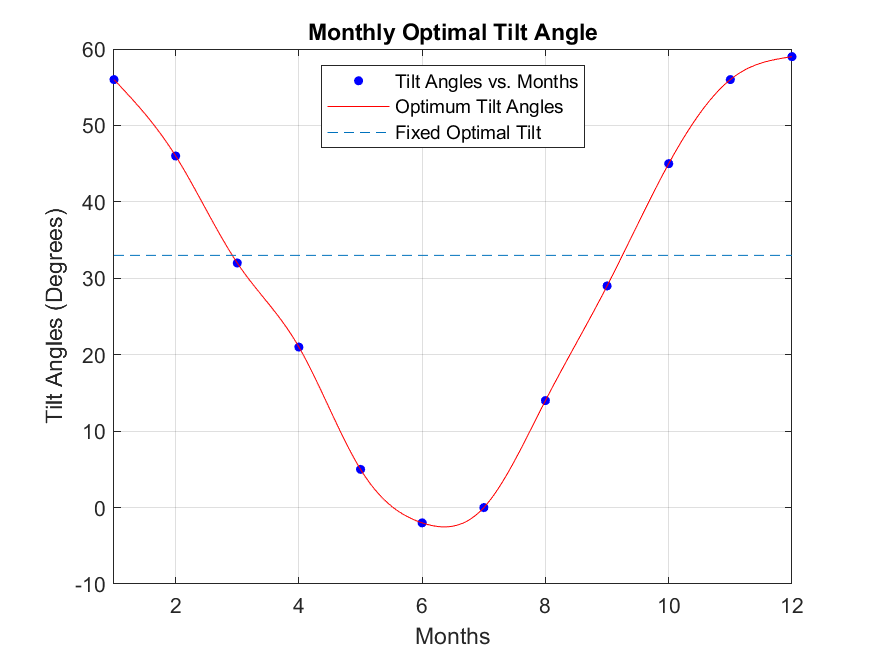 Monthly Optimal Tilt Angle
Tilt Angles vs. Months
Optimum Tilt Angles
Fixed Optimal Tilt
Tilt Angles (Degrees)
60
50
40
30
20
10
0
-10
2 4 6 8 10 12
Months